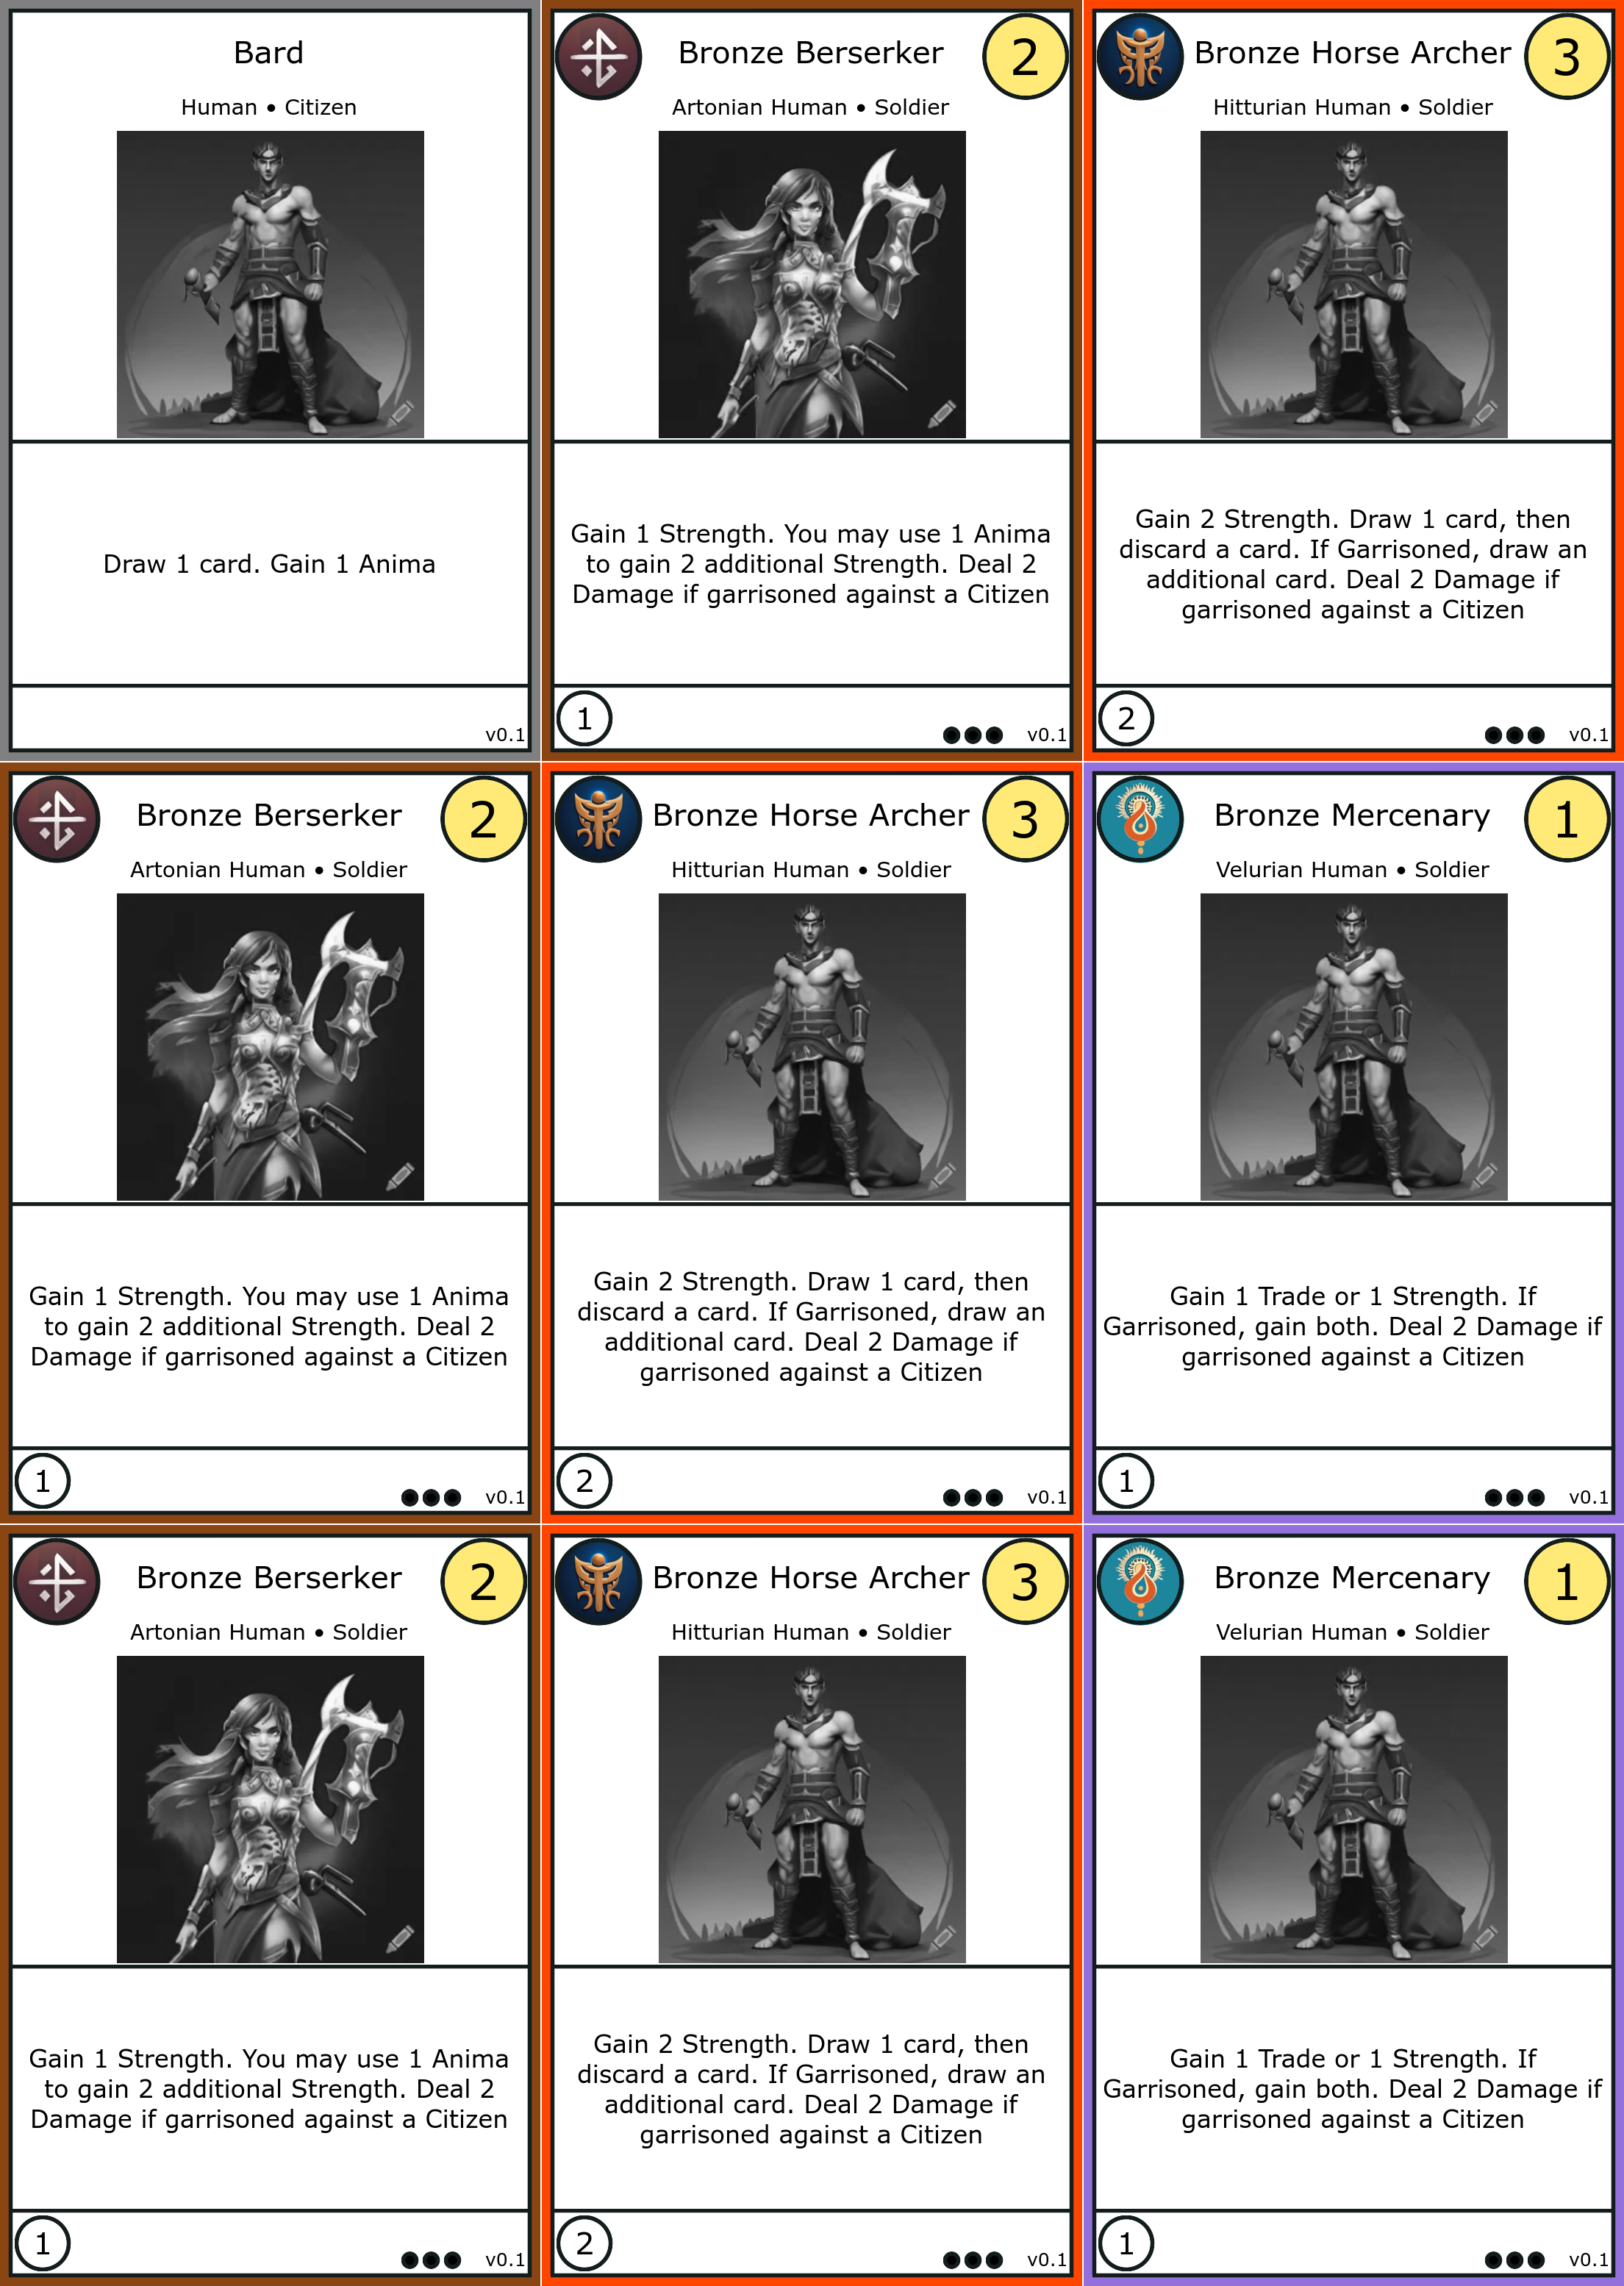 Bard
Human • Citizen
Draw 1 card. Gain 1 Anima
v0.1
Bronze Berserker
2
Artonian Human • Soldier
Gain 1 Strength. You may use 1 Anima
to gain 2 additional Strength. Deal 2
Damage if garrisoned against a Citizen
1
v0.1
Bronze Horse Archer
3
Hitturian Human • Soldier
Gain 2 Strength. Draw 1 card, then
discard a card. If Garrisoned, draw an
additional card. Deal 2 Damage if
garrisoned against a Citizen
2
v0.1
Bronze Berserker
2
Artonian Human • Soldier
Gain 1 Strength. You may use 1 Anima
to gain 2 additional Strength. Deal 2
Damage if garrisoned against a Citizen
1
v0.1
Bronze Horse Archer
3
Hitturian Human • Soldier
Gain 2 Strength. Draw 1 card, then
discard a card. If Garrisoned, draw an
additional card. Deal 2 Damage if
garrisoned against a Citizen
2
v0.1
Bronze Mercenary
1
Velurian Human • Soldier
Gain 1 Trade or 1 Strength. If
Garrisoned, gain both. Deal 2 Damage if
garrisoned against a Citizen
1
v0.1
Bronze Berserker
2
Artonian Human • Soldier
Gain 1 Strength. You may use 1 Anima
to gain 2 additional Strength. Deal 2
Damage if garrisoned against a Citizen
1
v0.1
Bronze Horse Archer
3
Hitturian Human • Soldier
Gain 2 Strength. Draw 1 card, then
discard a card. If Garrisoned, draw an
additional card. Deal 2 Damage if
garrisoned against a Citizen
2
v0.1
Bronze Mercenary
1
Velurian Human • Soldier
Gain 1 Trade or 1 Strength. If
Garrisoned, gain both. Deal 2 Damage if
garrisoned against a Citizen
1
v0.1